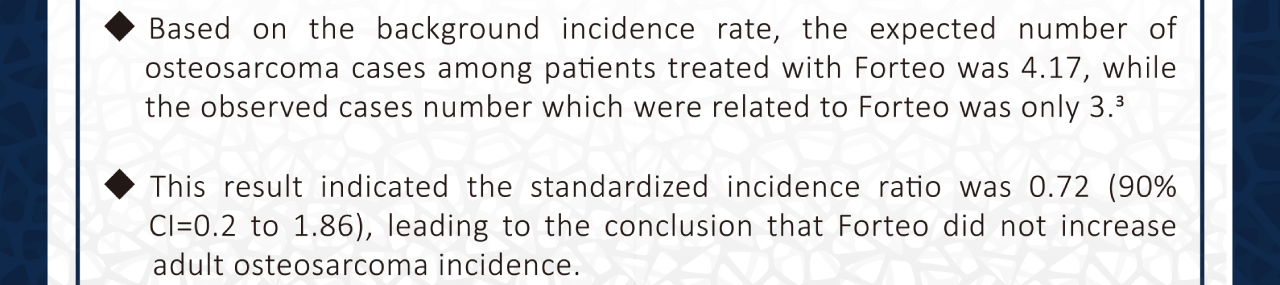 ◆ Based on the background incidence rate, the expected number of
osteosarcoma cases among patients treated with Forteo was 4.17, while
the observed cases number which were related to Forteo was only 3.³
◆ This result indicated the standardized incidence ratio was 0.72 (90%
CI=0.2 to 1.86), leading to the conclusion that Forteo did not increase
adult osteosarcoma incidence.